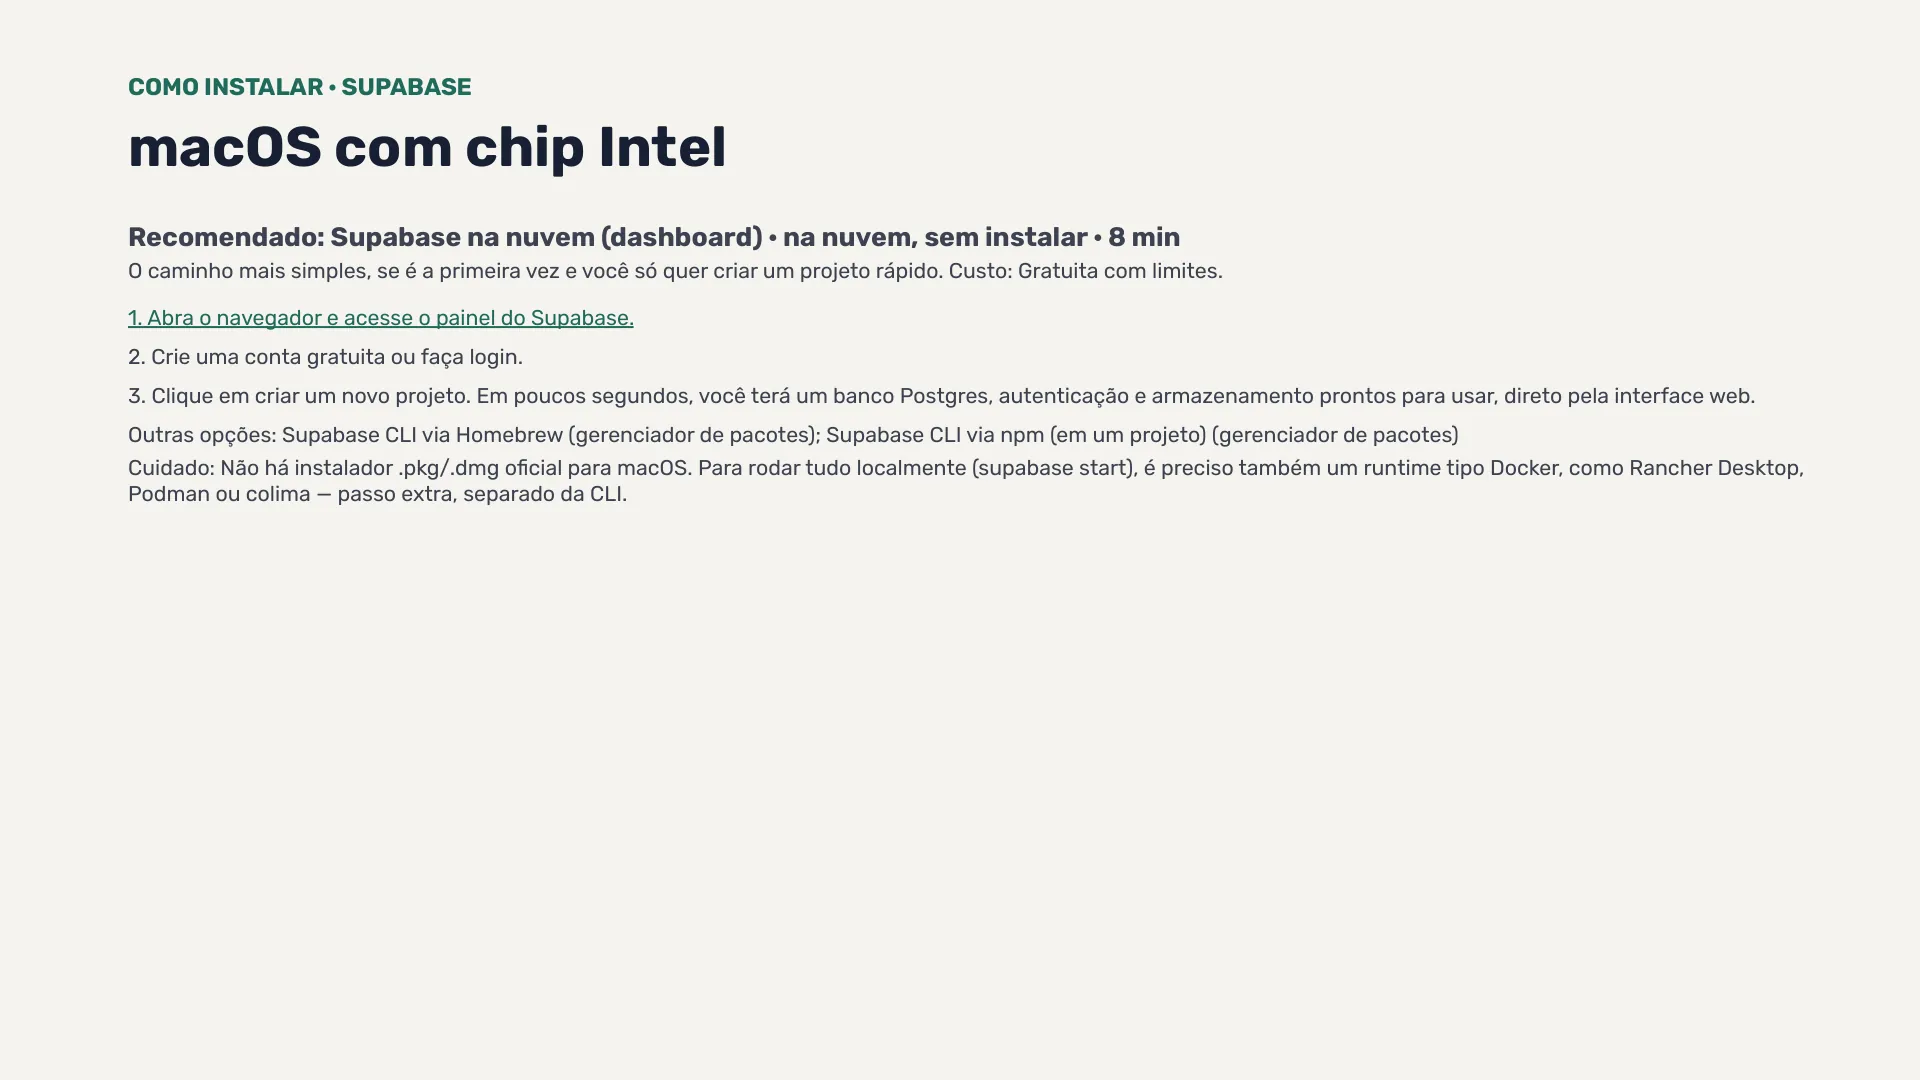 COMO INSTALAR • SUPABASE
macOS com chip Intel
Recomendado: Supabase na nuvem (dashboard) • na nuvem, sem instalar • 8 min
O caminho mais simples, se é a primeira vez e você só quer criar um projeto rápido. Custo: Gratuita com limites.
1. Abra o navegador e acesse o painel do Supabase.
2. Crie uma conta gratuita ou faça login.
3. Clique em criar um novo projeto. Em poucos segundos, você terá um banco Postgres, autenticação e armazenamento prontos para usar, direto pela interface web.
Outras opções: Supabase CLI via Homebrew (gerenciador de pacotes); Supabase CLI via npm (em um projeto) (gerenciador de pacotes)
Cuidado: Não há instalador .pkg/.dmg oficial para macOS. Para rodar tudo localmente (supabase start), é preciso também um runtime tipo Docker, como Rancher Desktop,
Podman ou colima — passo extra, separado da CLI.